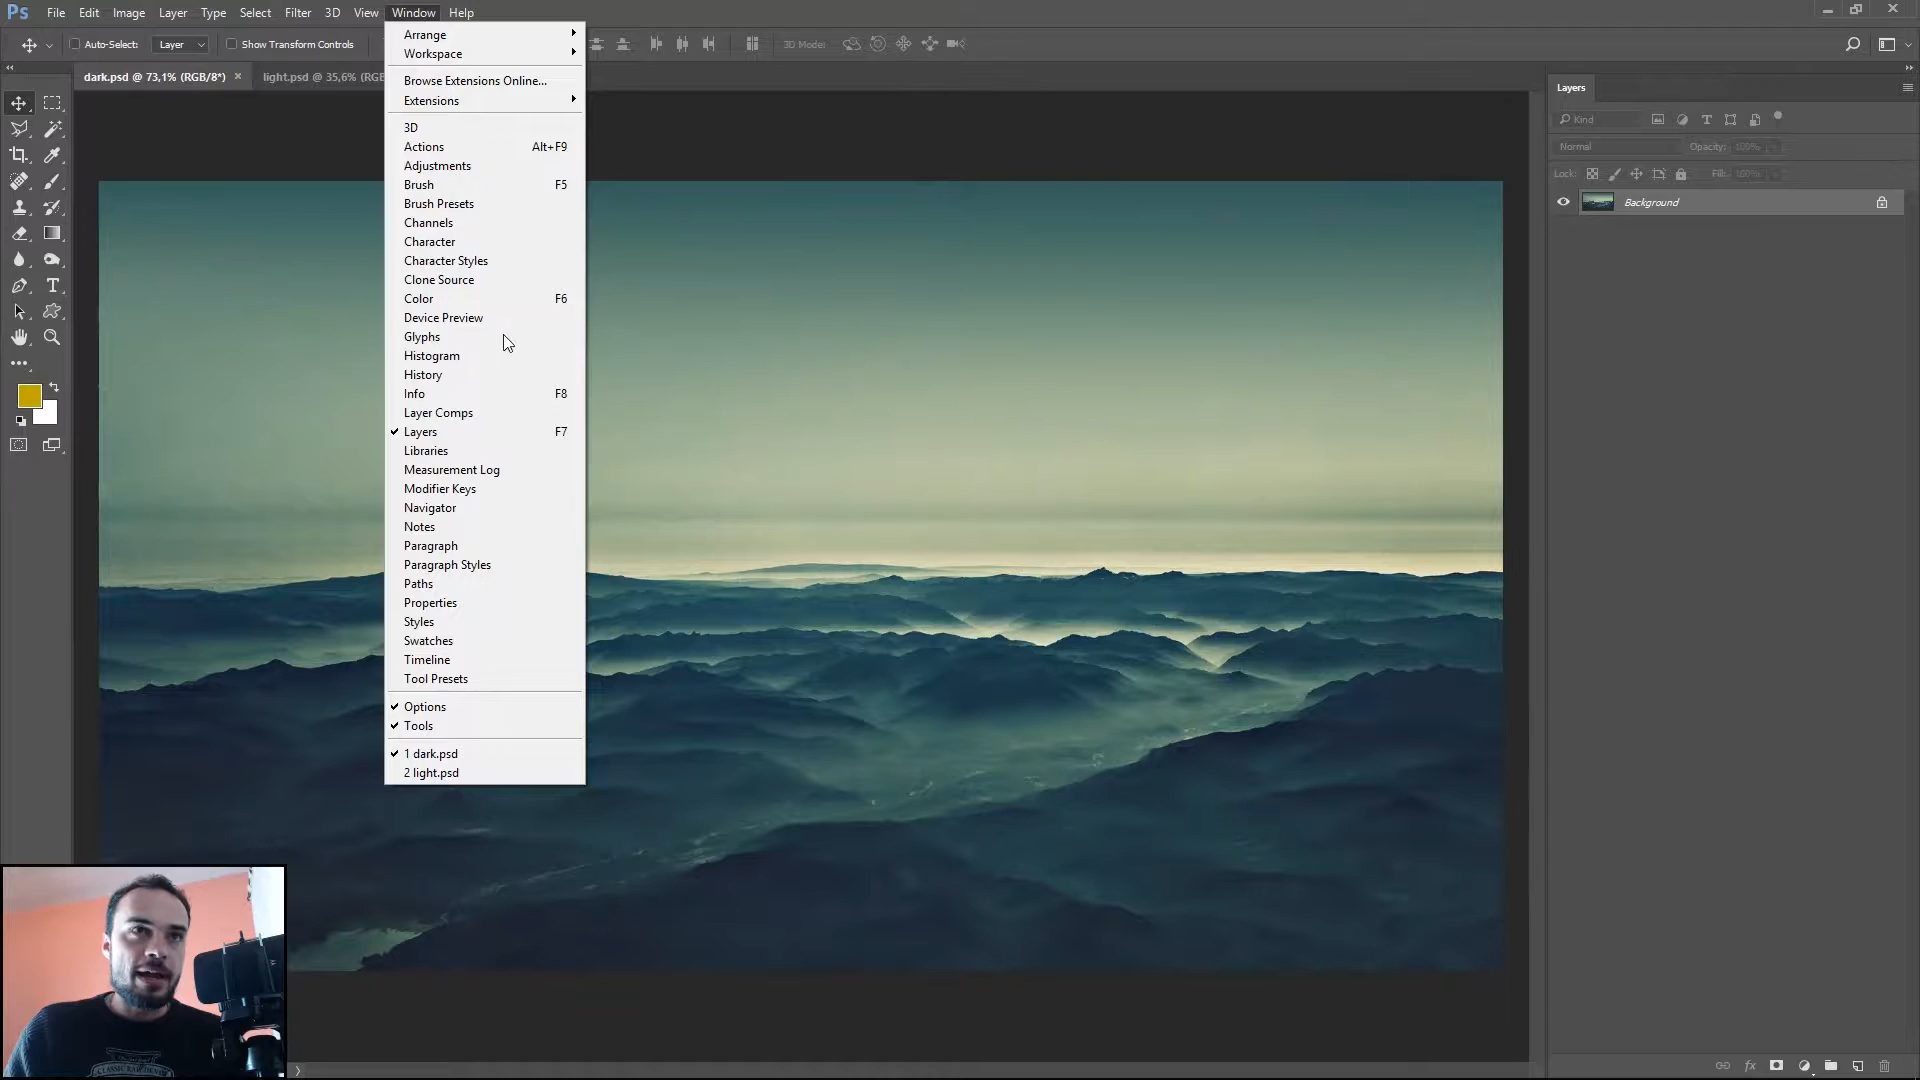 Ps File Edit Image Layer Type Select Filter 3D View Window Help
Auto-Select: Layer Show Transform Controls 3D Model:
dark.psd @ 73,1% (RGB/8*) × light.psd @ 35,6% (RGB
Arrange
Workspace
Browse Extensions Online...
Extensions
3D
Actions Alt+F9
Adjustments
Brush F5
Brush Presets
Channels
Character
Character Styles
Clone Source
Color F6
Device Preview
Glyphs
Histogram
History
Info F8
Layer Comps
Layers F7
Libraries
Measurement Log
Modifier Keys
Navigator
Notes
Paragraph
Paragraph Styles
Paths
Properties
Styles
Swatches
Timeline
Tool Presets
Options
Tools
1 dark.psd
2 light.psd
Layers
Kind
Normal Opacity: 100%
Lock: Fill: 100%
Background
fx